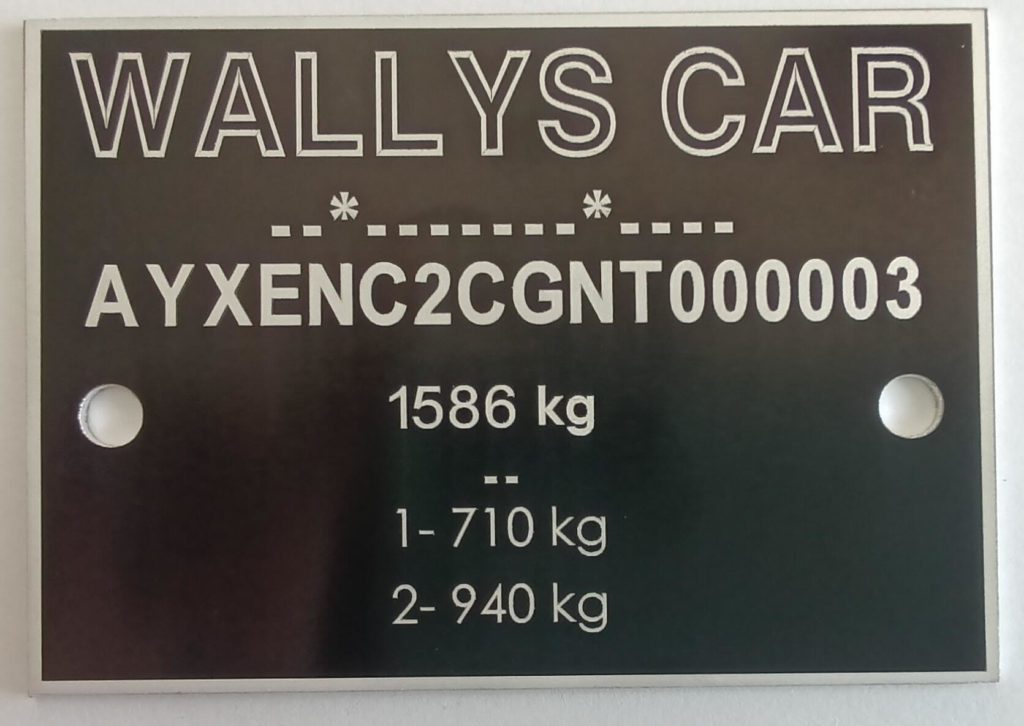 WALLYS CAR
--*-------*----
AYXENC2CGNT000003
1586 kg
--
1- 710 kg
2- 940 kg